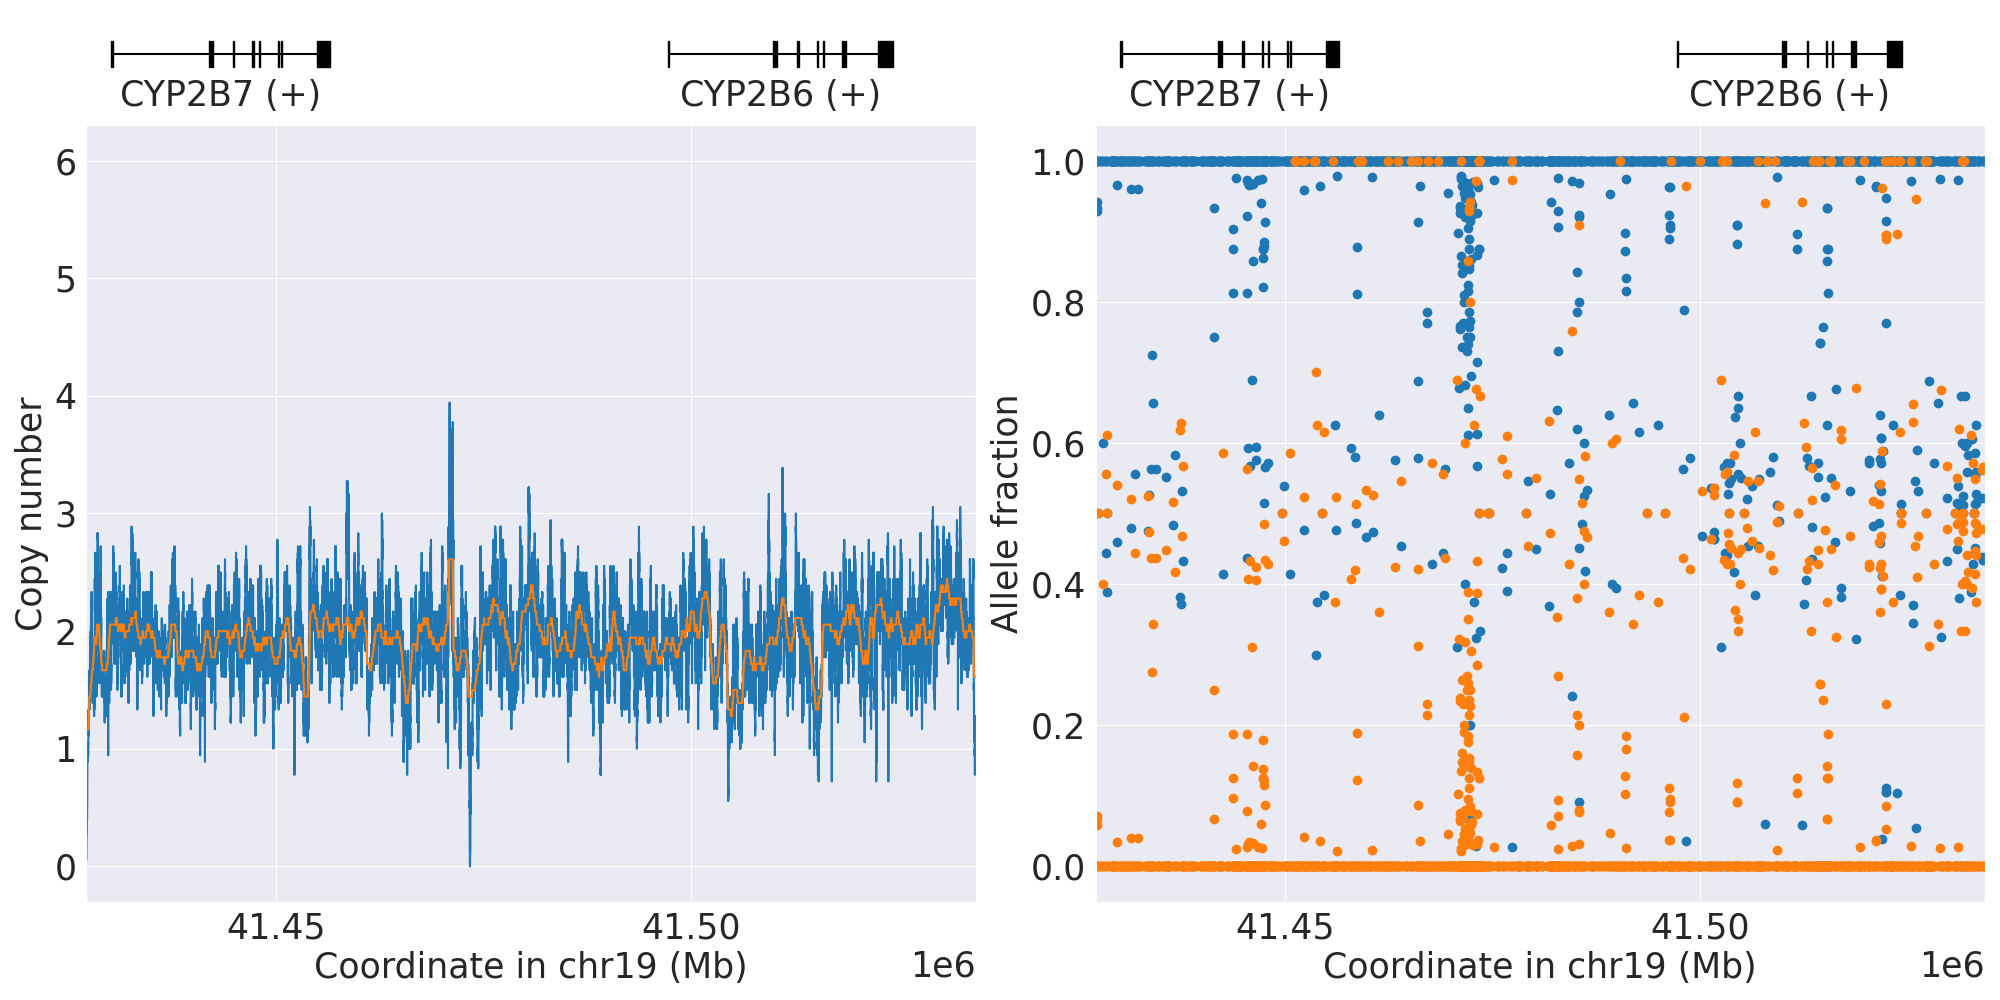 CYP2B7 (+)
CYP2B6 (+)
6
5
4
3
2
1
0
Copy number
41.45
41.50
Coordinate in chr19 (Mb)
1e6
CYP2B7 (+)
CYP2B6 (+)
1.0
0.8
0.6
0.4
0.2
0.0
Allele fraction
41.45
41.50
Coordinate in chr19 (Mb)
1e6